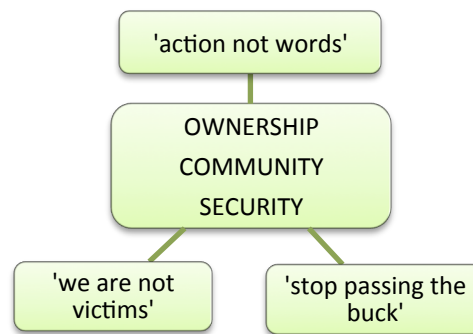 'action not words'
OWNERSHIP
COMMUNITY
SECURITY
'we are not
victims'
'stop passing the
buck'